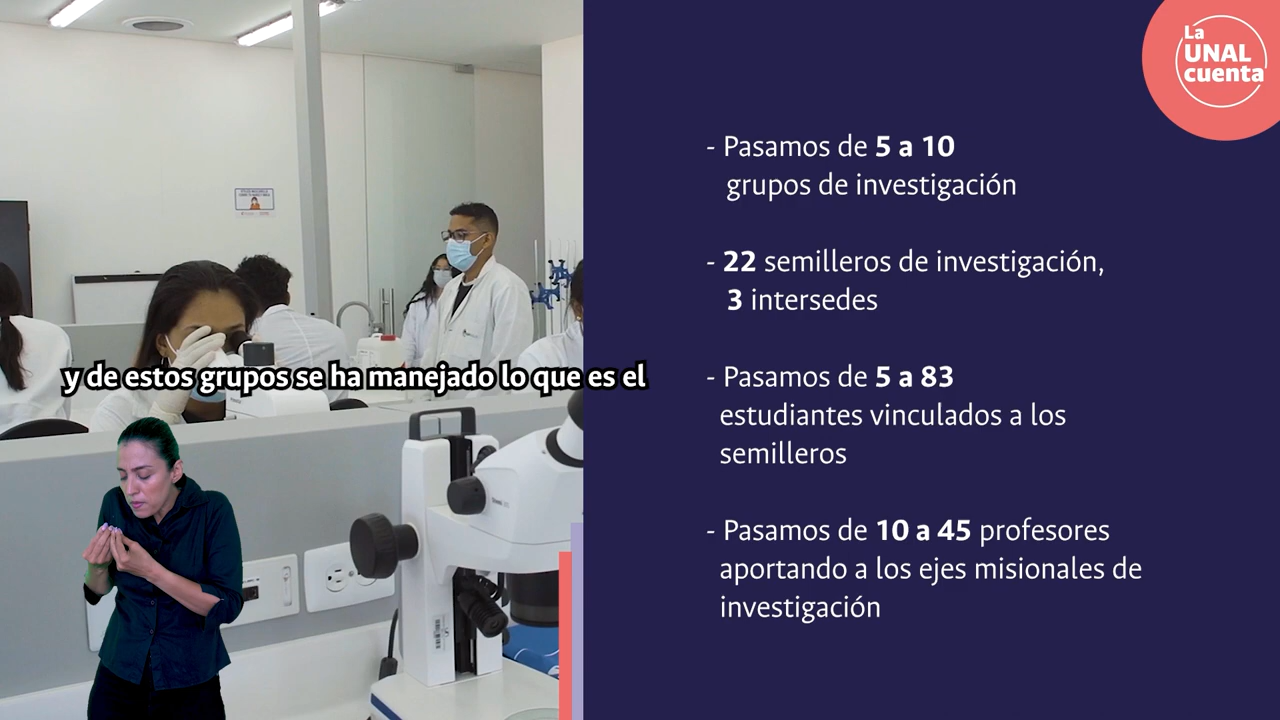 La
UNAL
cuenta
- Pasamos de 5 a 10
grupos de investigación
- 22 semilleros de investigación,
3 intersedes
- Pasamos de 5 a 83
estudiantes vinculados a los
semilleros
- Pasamos de 10 a 45 profesores
aportando a los ejes misionales de
investigación
y de estos grupos se ha manejado lo que es el